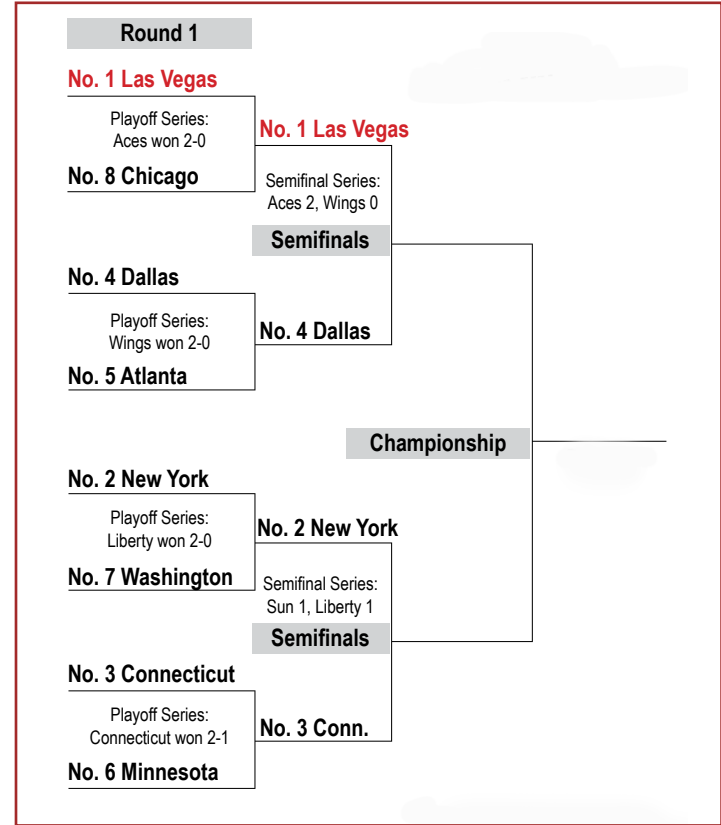 Round 1
No. 1 Las Vegas
Playoff Series:
Aces won 2-0
No. 8 Chicago
No. 1 Las Vegas
Semifinal Series:
Aces 2, Wings 0
Semifinals
No. 4 Dallas
Playoff Series:
Wings won 2-0
No. 5 Atlanta
No. 4 Dallas
Championship
No. 2 New York
Playoff Series:
Liberty won 2-0
No. 7 Washington
No. 2 New York
Semifinal Series:
Sun 1, Liberty 1
Semifinals
No. 3 Connecticut
Playoff Series:
Connecticut won 2-1
No. 6 Minnesota
No. 3 Conn.